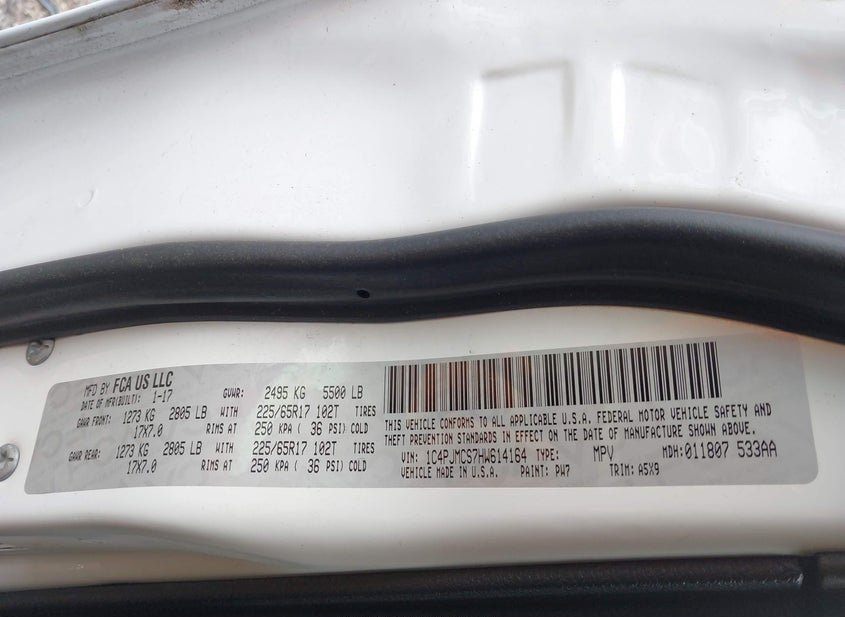 MFD BY FCA US LLC
DATE OF MFR(BUILT): 1-17 GVWR: 2495 KG 5500 LB
GAWR FRONT: 1273 KG 2805 LB WITH 225/65R17 102T TIRES
17X7.0 RIMS AT 250 KPA ( 36 PSI) COLD
GAWR REAR: 1273 KG 2805 LB WITH 225/65R17 102T TIRES
17X7.0 RIMS AT 250 KPA ( 36 PSI) COLD
THIS VEHICLE CONFORMS TO ALL APPLICABLE U.S.A. FEDERAL MOTOR VEHICLE SAFETY AND
THEFT PREVENTION STANDARDS IN EFFECT ON THE DATE OF MANUFACTURE SHOWN ABOVE.
VIN: 1C4PJMCS7HW614164 TYPE: MPV MDH: 011807 533AA
VEHICLE MADE IN U.S.A. PAINT: PW7 TRIM: A5X9